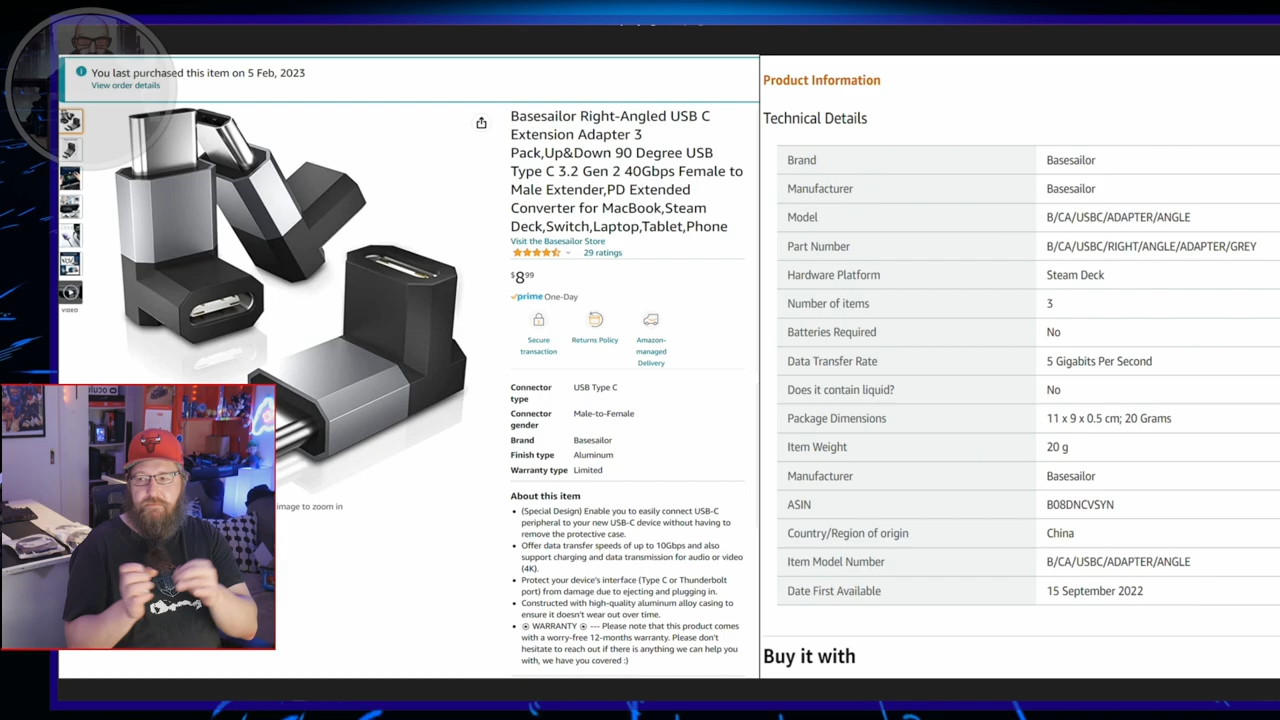 You last purchased this item on 5 Feb, 2023
View order details
VIDEO
image to zoom in
Basesailor Right-Angled USB C
Extension Adapter 3
Pack,Up&Down 90 Degree USB
Type C 3.2 Gen 2 40Gbps Female to
Male Extender,PD Extended
Converter for MacBook,Steam
Deck,Switch,Laptop,Tablet,Phone
Visit the Basesailor Store
29 ratings
$8.99
prime One-Day
Secure transaction
Returns Policy
Amazon-managed Delivery
Connector type USB Type C
Connector gender Male-to-Female
Brand Basesailor
Finish type Aluminum
Warranty type Limited
About this item
• (Special Design) Enable you to easily connect USB-C
peripheral to your new USB-C device without having to
remove the protective case.
• Offer data transfer speeds of up to 10Gbps and also
support charging and data transmission for audio or video
(4K).
• Protect your device's interface (Type C or Thunderbolt
port) from damage due to ejecting and plugging in.
• Constructed with high-quality aluminum alloy casing to
ensure it doesn't wear out over time.
• ⦿ WARRANTY ⦿ --- Please note that this product comes
with a worry-free 12-months warranty. Please don't
hesitate to reach out if there is anything we can help you
with, we have you covered :)
Product Information
Technical Details
Brand Basesailor
Manufacturer Basesailor
Model B/CA/USBC/ADAPTER/ANGLE
Part Number B/CA/USBC/RIGHT/ANGLE/ADAPTER/GREY
Hardware Platform Steam Deck
Number of items 3
Batteries Required No
Data Transfer Rate 5 Gigabits Per Second
Does it contain liquid? No
Package Dimensions 11 x 9 x 0.5 cm; 20 Grams
Item Weight 20 g
Manufacturer Basesailor
ASIN B08DNCVSYN
Country/Region of origin China
Item Model Number B/CA/USBC/ADAPTER/ANGLE
Date First Available 15 September 2022
Buy it with